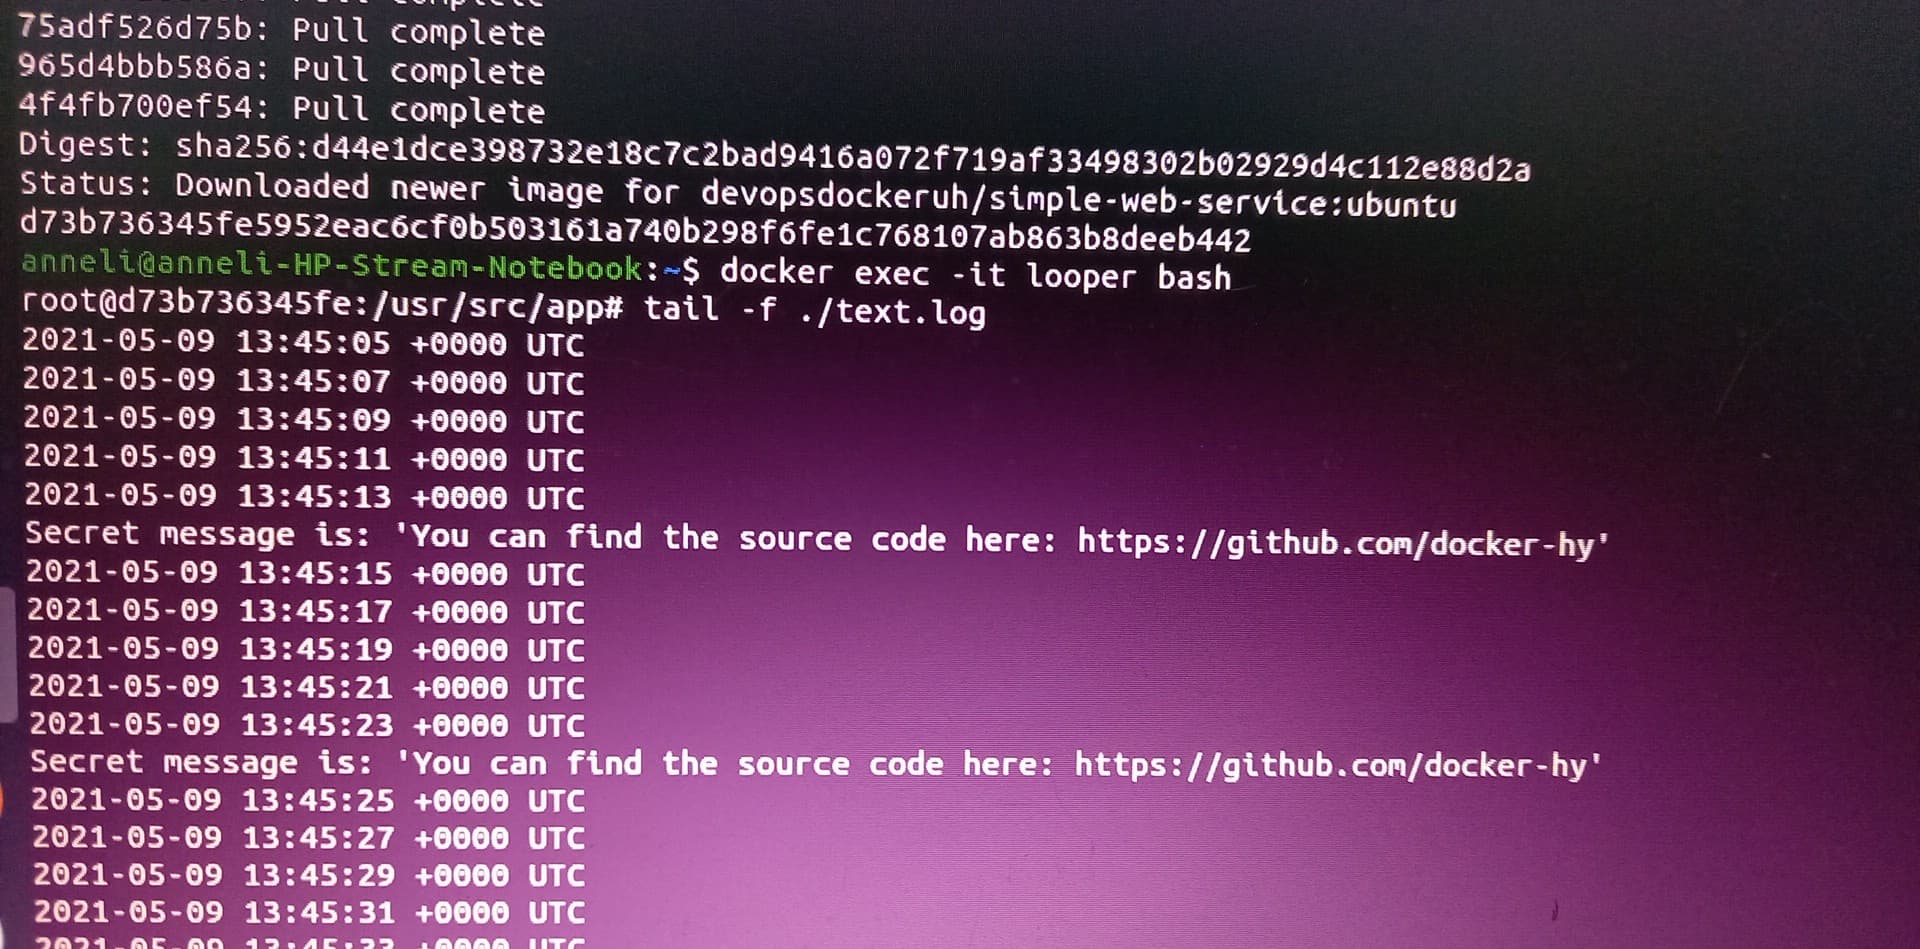 complete
75adf526d75b: Pull complete
965d4bbb586a: Pull complete
4f4fb700ef54: Pull complete
Digest: sha256:d44e1dce398732e18c7c2bad9416a072f719af33498302b02929d4c112e88d2a
Status: Downloaded newer image for devopsdockeruh/simple-web-service:ubuntu
d73b736345fe5952eac6cf0b503161a740b298f6fe1c768107ab863b8deeb442
anneli@anneli-HP-Stream-Notebook:~$ docker exec -it looper bash
root@d73b736345fe:/usr/src/app# tail -f ./text.log
2021-05-09 13:45:05 +0000 UTC
2021-05-09 13:45:07 +0000 UTC
2021-05-09 13:45:09 +0000 UTC
2021-05-09 13:45:11 +0000 UTC
2021-05-09 13:45:13 +0000 UTC
Secret message is: 'You can find the source code here: https://github.com/docker-hy'
2021-05-09 13:45:15 +0000 UTC
2021-05-09 13:45:17 +0000 UTC
2021-05-09 13:45:19 +0000 UTC
2021-05-09 13:45:21 +0000 UTC
2021-05-09 13:45:23 +0000 UTC
Secret message is: 'You can find the source code here: https://github.com/docker-hy'
2021-05-09 13:45:25 +0000 UTC
2021-05-09 13:45:27 +0000 UTC
2021-05-09 13:45:29 +0000 UTC
2021-05-09 13:45:31 +0000 UTC
2021-05-09 13:45:33 +0000 UTC